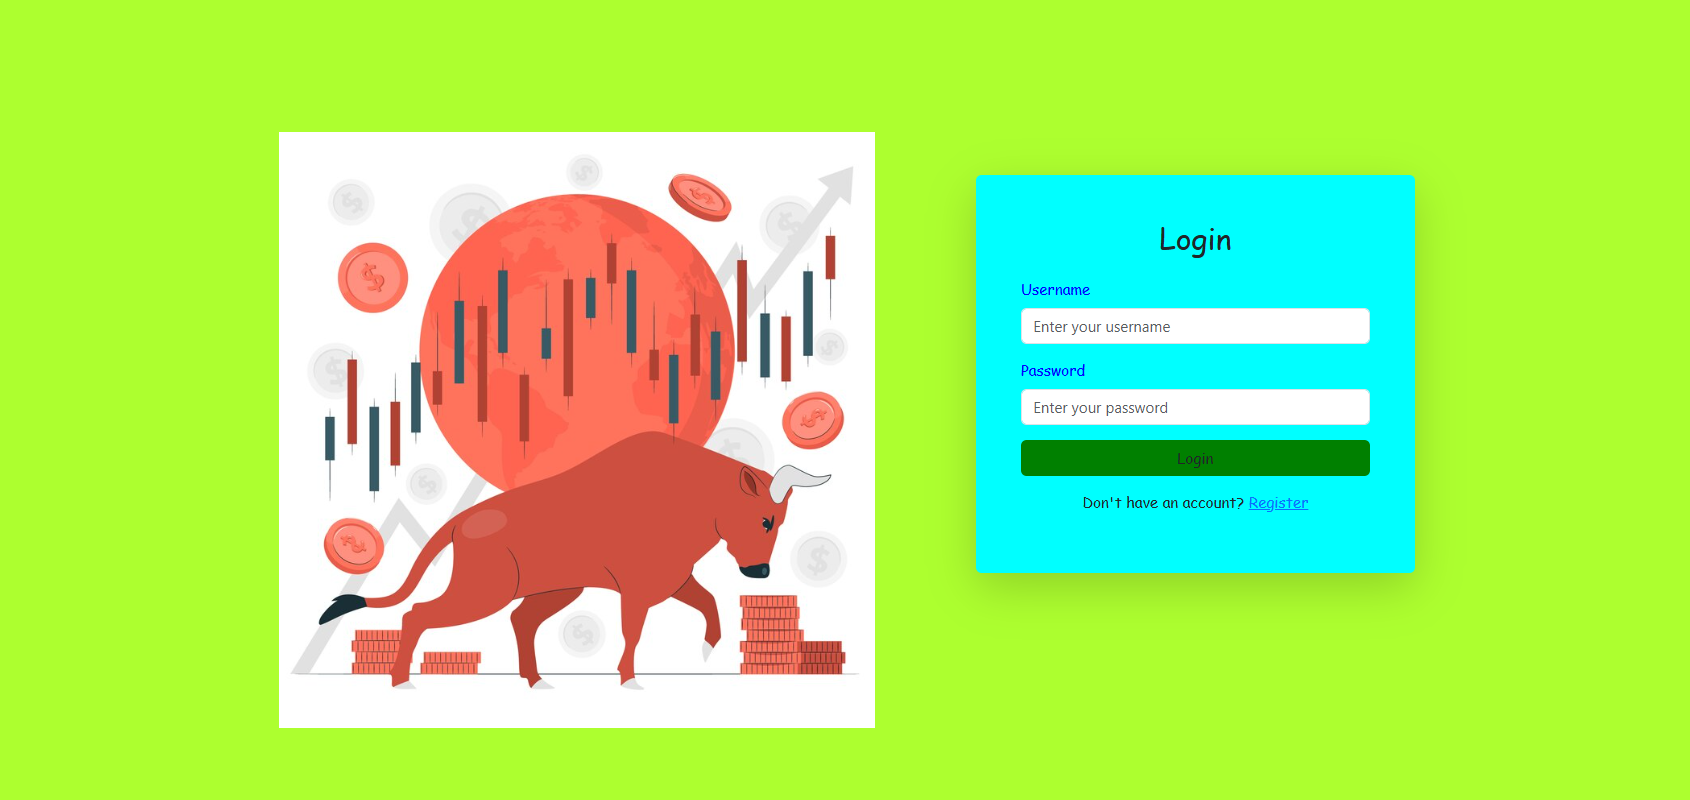 Login
Username
Enter your username
Password
Enter your password
Login
Don't have an account? Register